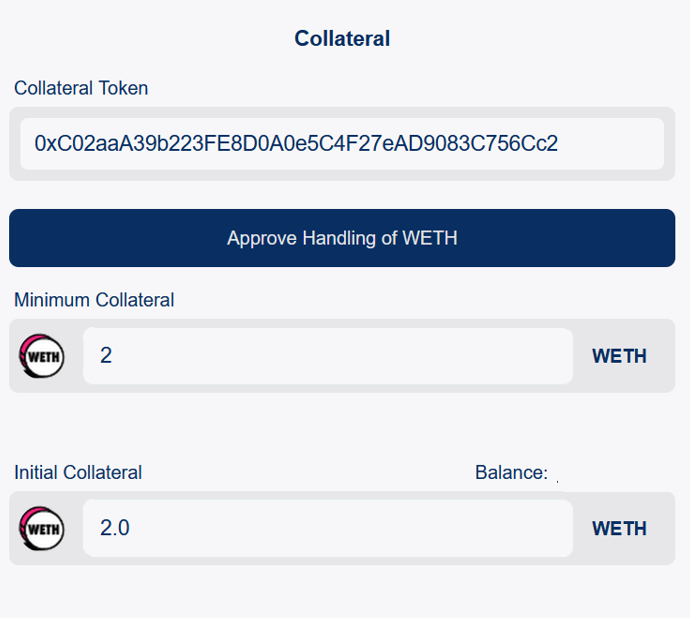 Collateral
Collateral Token
0xC02aaA39b223FE8D0A0e5C4F27eAD9083C756Cc2
Approve Handling of WETH
Minimum Collateral
WETH 2 WETH
Initial Collateral Balance:
WETH 2.0 WETH